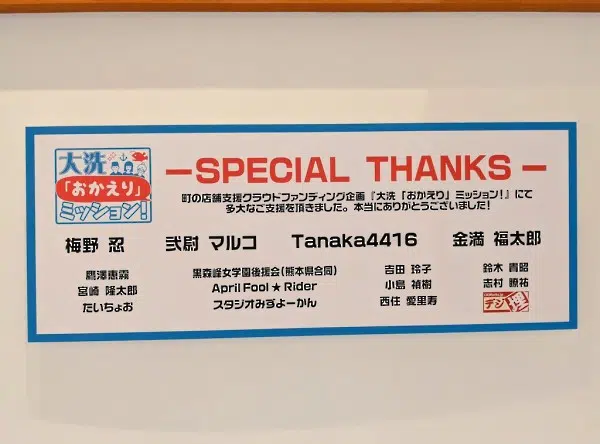 大洗
「おかえり」
ミッション!
−SPECIAL THANKS−
町の店舗支援クラウドファンディング企画『大洗「おかえり」ミッション!』にて
多大なご支援を頂きました。本当にありがとうございました!
梅野 忍 弐尉 マルコ Tanaka4416 金満 福太郎
鷹澤惠霧 黒森峰女学園後援会(熊本県合同) 吉田 玲子 鈴木 貴昭
宮崎 隆太郎 April Fool★Rider 小島 禎樹 志村 瞭祐
たいちょお スタジオみずよーかん 西住 愛里寿 デジ理